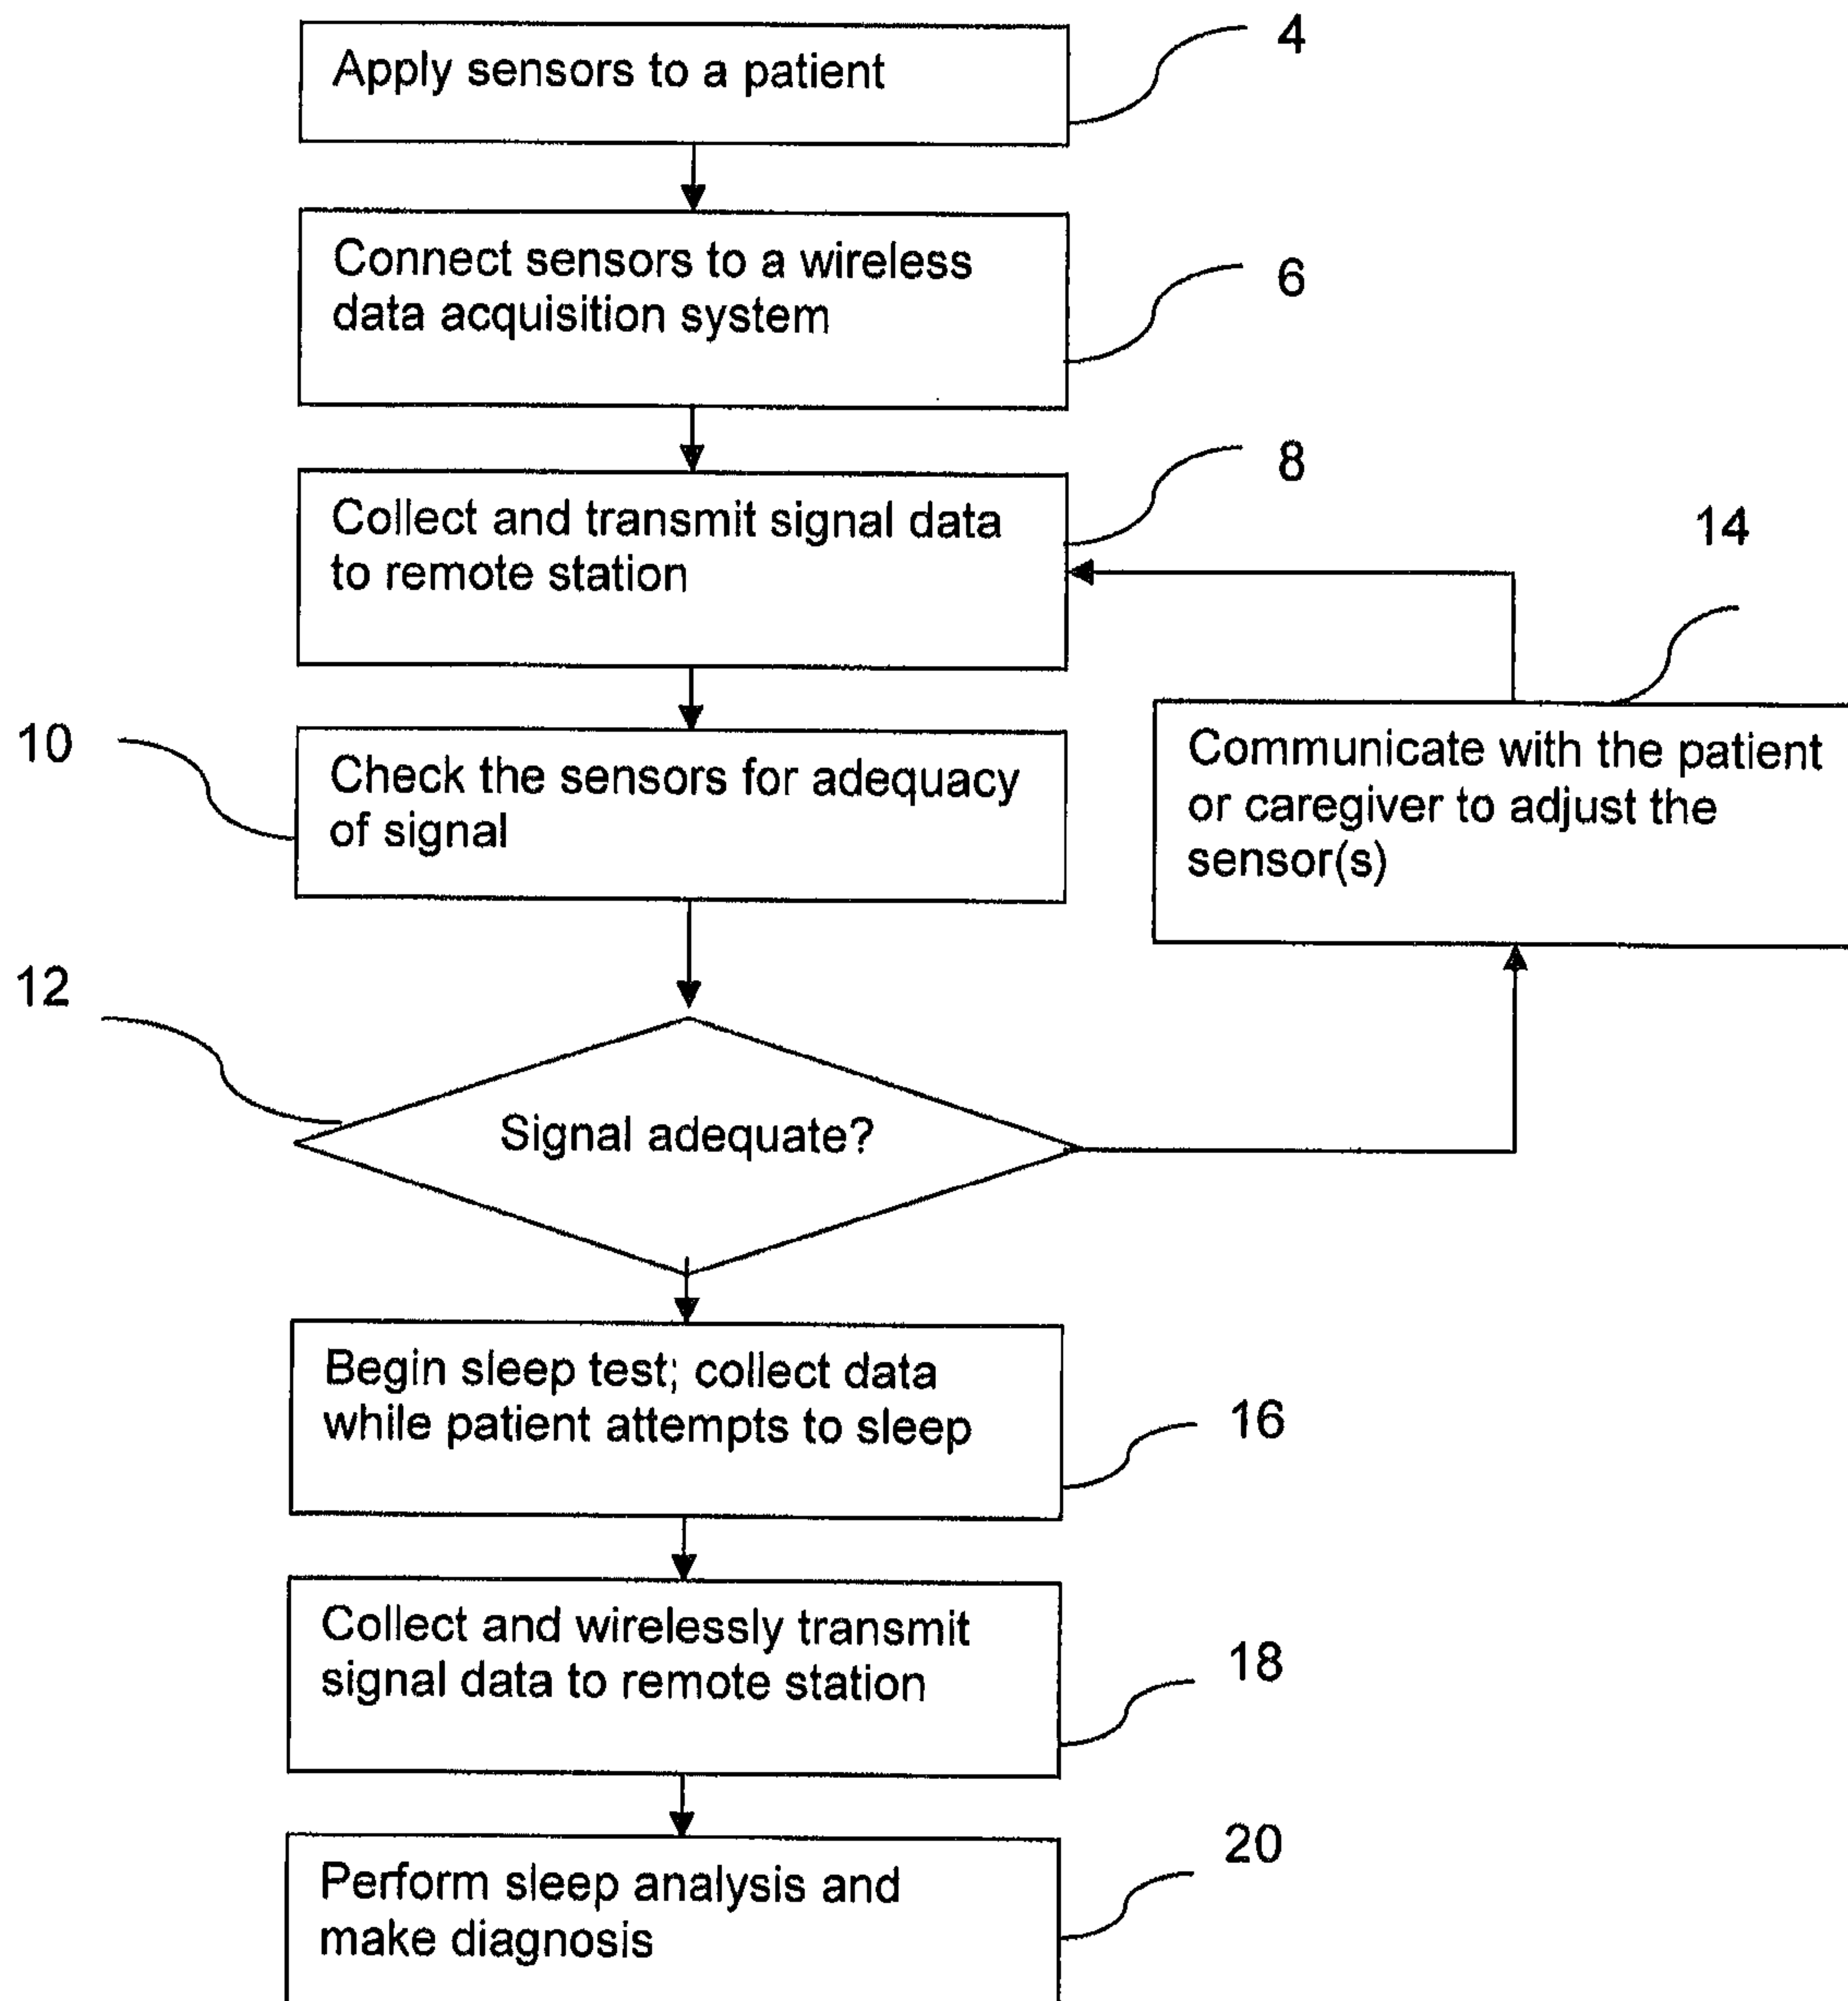 Apply sensors to a patient
4
Connect sensors to a wireless
data acquisition system
6
Collect and transmit signal data
to remote station
8
14
Communicate with the patient
or caregiver to adjust the
sensor(s)
10
Check the sensors for adequacy
of signal
12
Signal adequate?
Begin sleep test; collect data
while patient attempts to sleep
16
Collect and wirelessly transmit
signal data to remote station
18
Perform sleep analysis and
make diagnosis
20